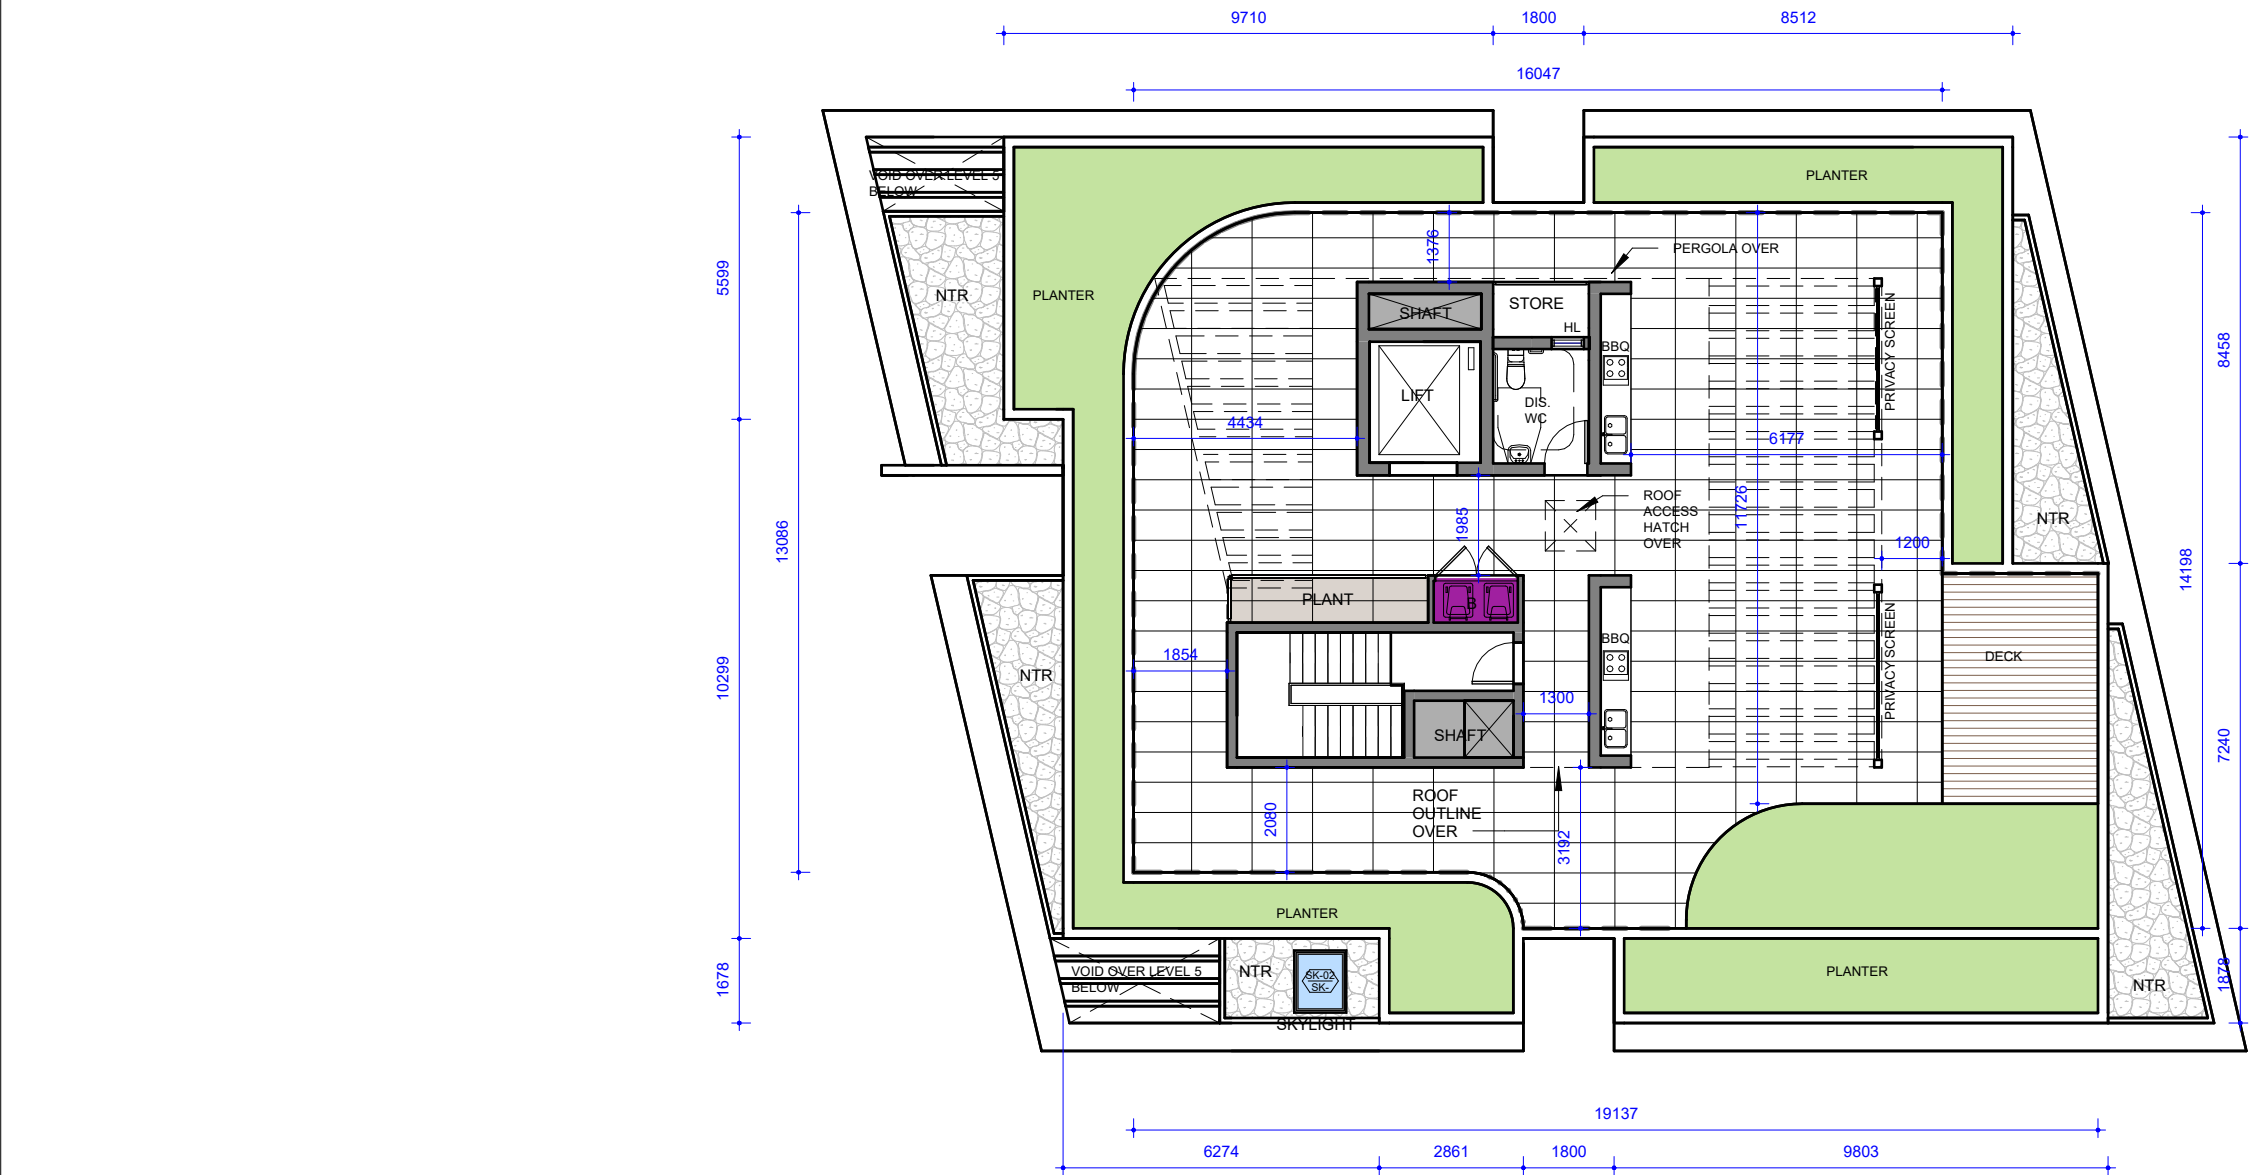 9710
1800
8512
16047
PLANTER
VOID OVER LEVEL 5
BELOW
1376
PERGOLA OVER
5599
NTR
PLANTER
SHAFT
STORE
HL
BBQ
PRIVACY SCREEN
8458
LIFT
DIS.
WC
4434
6177
13086
1985
ROOF
ACCESS
HATCH
OVER
11726
NTR
1200
14198
PLANT
B
BBQ
PRIVACY SCREEN
DECK
10299
NTR
1854
1300
SHAFT
7240
2080
ROOF
OUTLINE
OVER
3192
PLANTER
1678
VOID OVER LEVEL 5
BELOW
NTR
SK-02
SK-
SKYLIGHT
PLANTER
NTR
1878
19137
6274
2861
1800
9803